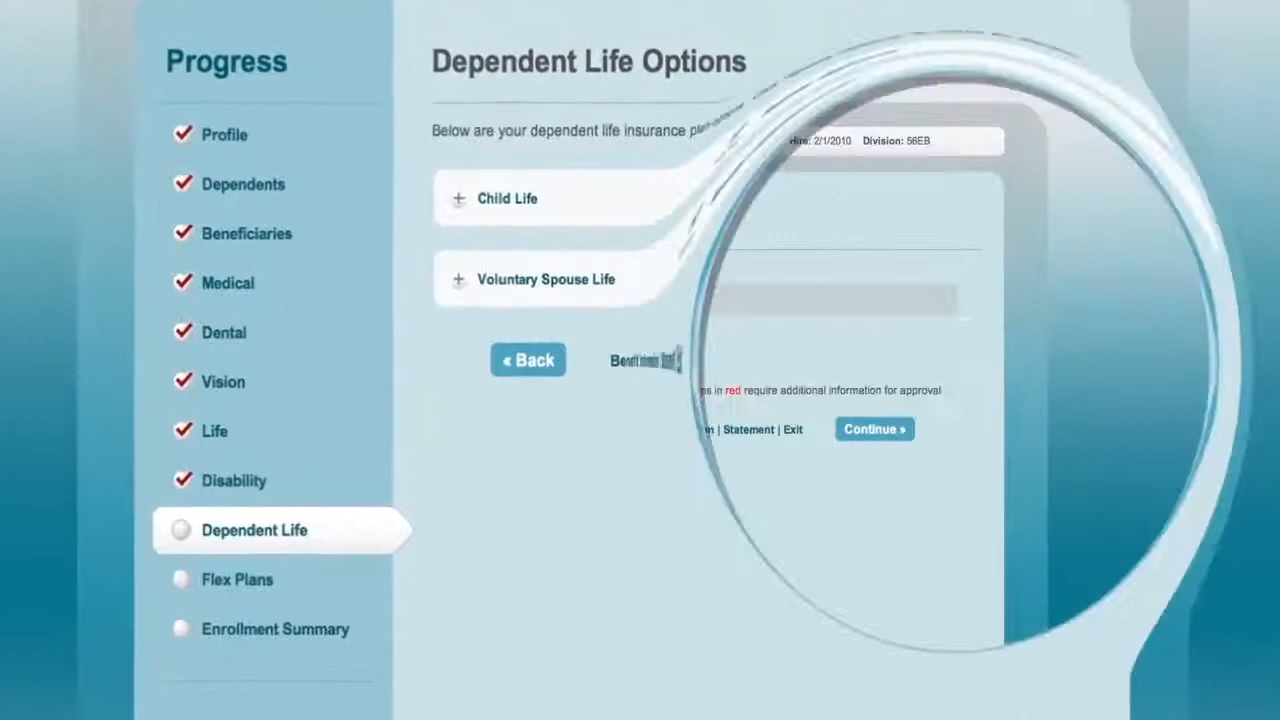 Progress
Profile
Dependents
Beneficiaries
Medical
Dental
Vision
Life
Disability
Dependent Life
Flex Plans
Enrollment Summary
Dependent Life Options
Below are your dependent life insurance
Hire: 2/1/2010 Division: 56EB
+ Child Life
+ Voluntary Spouse Life
« Back
in red require additional information for approval
| Statement | Exit
Continue »